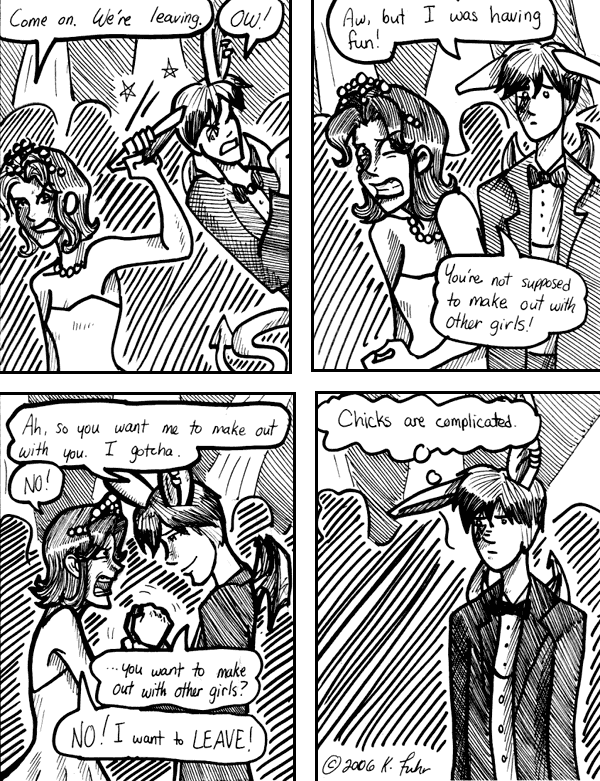 Come on. We're leaving.
OW!
Aw, but I was having
fun!
You're not supposed
to make out with
other girls!
Ah, so you want me to make out
with you. I gotcha.
NO!
...you want to make
out with other girls?
NO! I want to LEAVE!
Chicks are complicated.
©2006 K. Fuhr